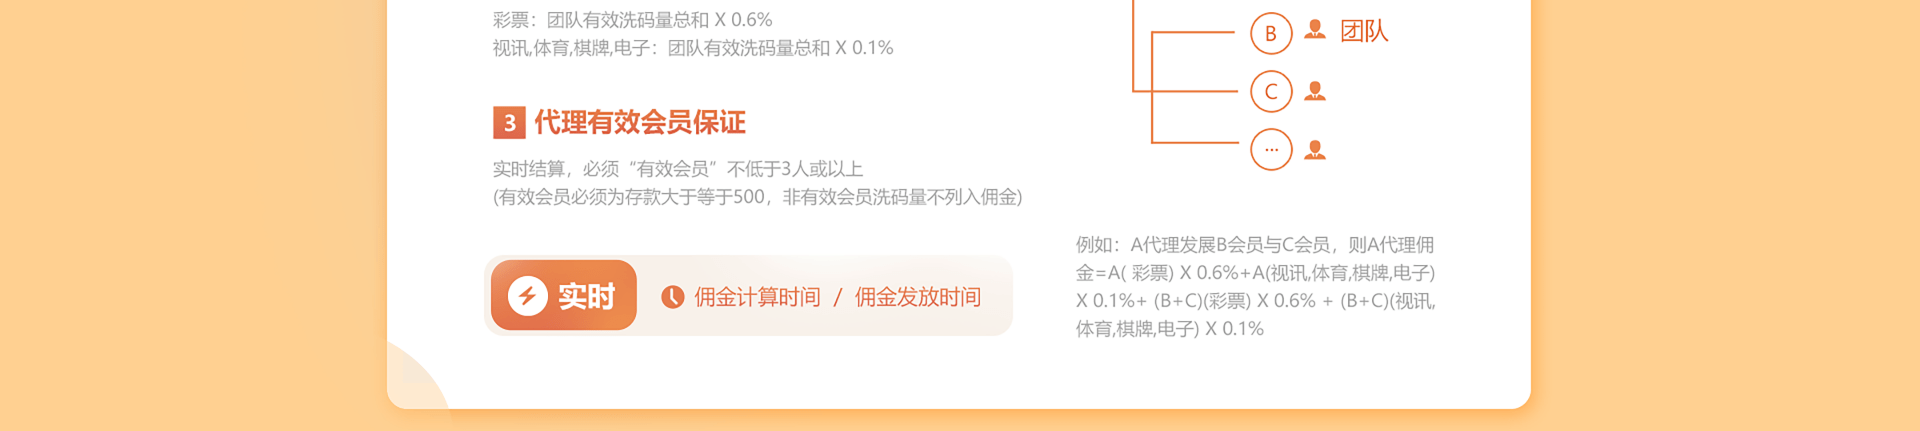 彩票：团队有效洗码量总和 X 0.6%
视讯,体育,棋牌,电子：团队有效洗码量总和 X 0.1%
3 代理有效会员保证
实时结算，必须“有效会员”不低于3人或以上
(有效会员必须为存款大于等于500，非有效会员洗码量不列入佣金)
实时 佣金计算时间 / 佣金发放时间
B 团队
C
...
例如：A代理发展B会员与C会员，则A代理佣
金=A( 彩票) X 0.6%+A(视讯,体育,棋牌,电子)
X 0.1%+ (B+C)(彩票) X 0.6% + (B+C)(视讯,
体育,棋牌,电子) X 0.1%